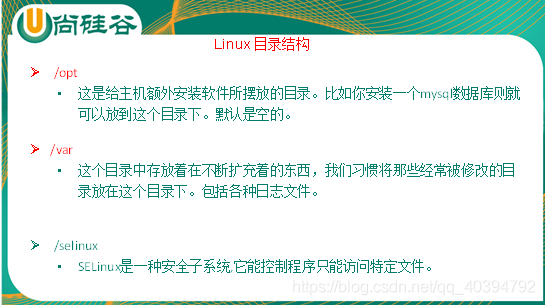 尚硅谷
Linux 目录结构
/opt
这是给主机额外安装软件所摆放的目录。比如你安装一个mysql数据库则就
可以放到这个目录下。默认是空的。
/var
这个目录中存放着在不断扩充着的东西，我们习惯将那些经常被修改的目
录放在这个目录下。包括各种日志文件。
/selinux
SELinux是一种安全子系统,它能控制程序只能访问特定文件。
https://blog.csdn.net/qq_40394792